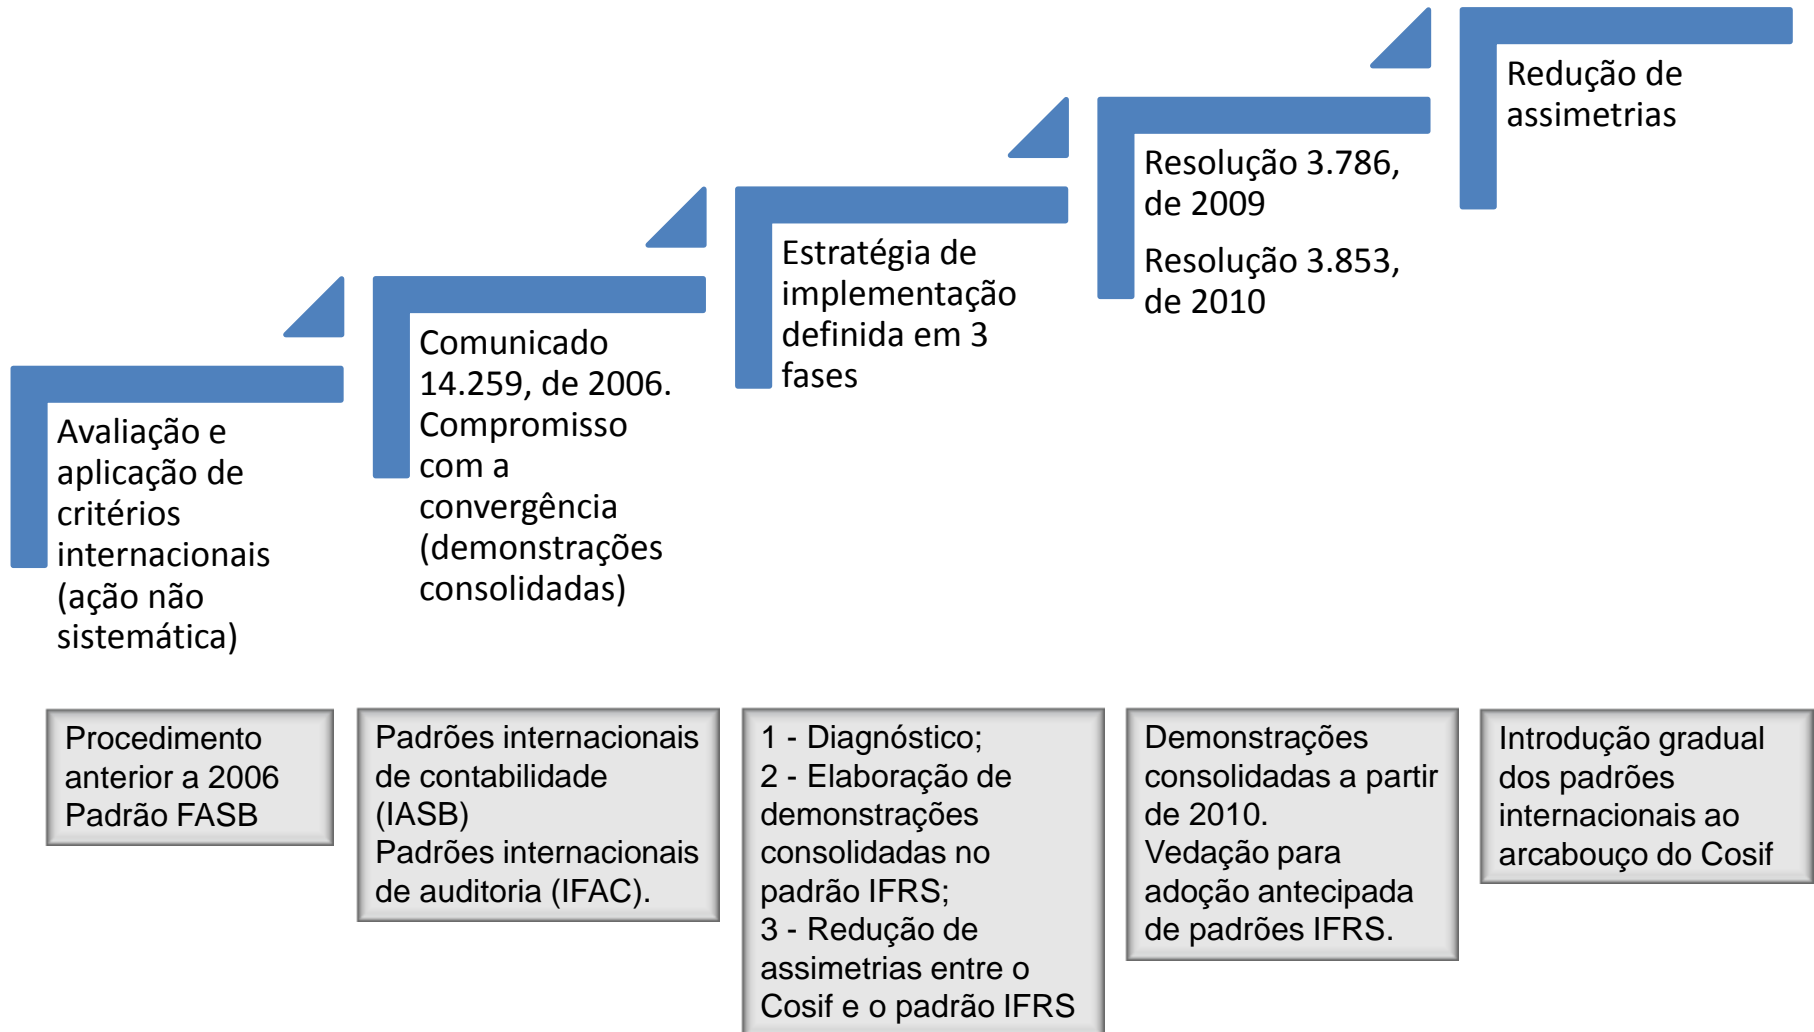 Avaliação e
aplicação de
critérios
internacionais
(ação não
sistemática)
Comunicado
14.259, de 2006.
Compromisso
com a
convergência
(demonstrações
consolidadas)
Estratégia de
implementação
definida em 3
fases
Resolução 3.786,
de 2009
Resolução 3.853,
de 2010
Redução de
assimetrias
Procedimento
anterior a 2006
Padrão FASB
Padrões internacionais
de contabilidade
(IASB)
Padrões internacionais
de auditoria (IFAC).
1 - Diagnóstico;
2 - Elaboração de
demonstrações
consolidadas no
padrão IFRS;
3 - Redução de
assimetrias entre o
Cosif e o padrão IFRS
Demonstrações
consolidadas a partir
de 2010.
Vedação para
adoção antecipada
de padrões IFRS.
Introdução gradual
dos padrões
internacionais ao
arcabouço do Cosif